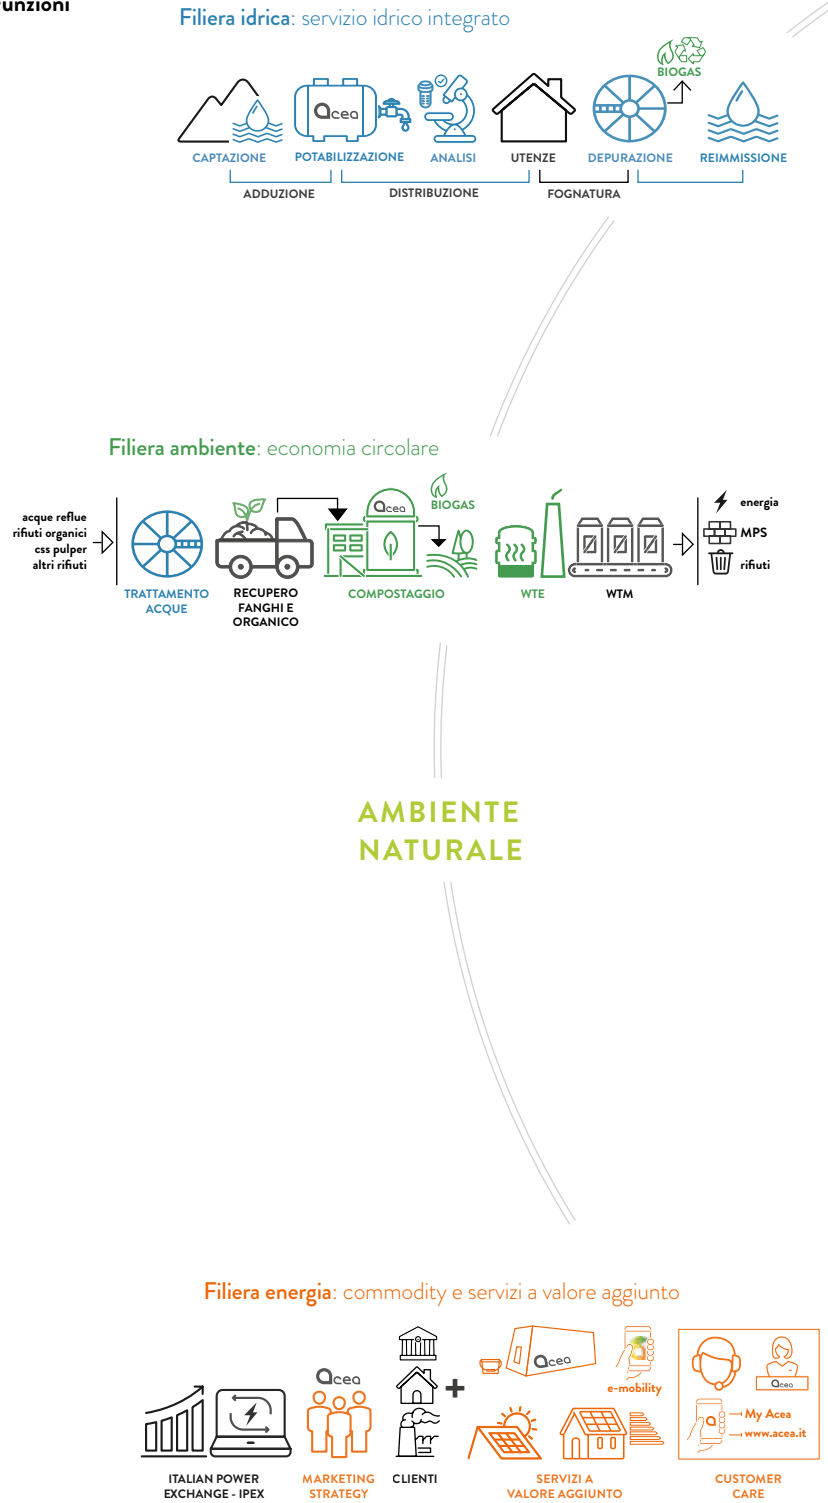 funzioni
Filiera idrica: servizio idrico integrato
BIOGAS
acea
CAPTAZIONE
POTABILIZZAZIONE
ANALISI
UTENZE
DEPURAZIONE
REIMMISSIONE
ADDUZIONE
DISTRIBUZIONE
FOGNATURA
Filiera ambiente: economia circolare
acque reflue
rifiuti organici
css pulper
altri rifiuti
acea
BIOGAS
energia
MPS
rifiuti
TRATTAMENTO
ACQUE
RECUPERO
FANGHI E
ORGANICO
COMPOSTAGGIO
WTE
WTM
AMBIENTE
NATURALE
Filiera energia: commodity e servizi a valore aggiunto
acea
acea
e-mobility
acea
My Acea
www.acea.it
ITALIAN POWER
EXCHANGE - IPEX
MARKETING
STRATEGY
CLIENTI
SERVIZI A
VALORE AGGIUNTO
CUSTOMER
CARE